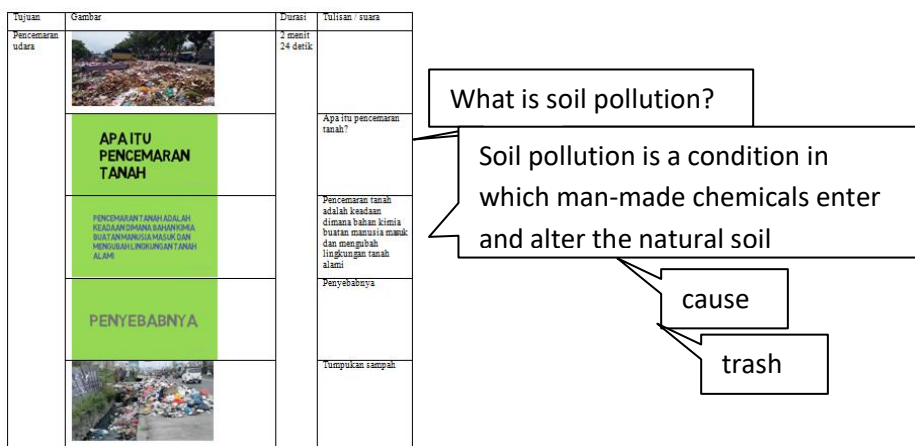 Tujuan
Gambar
Durasi
Tulisan / suara
Pencemaran
udara
2 menit
24 detik
APA ITU
PENCEMARAN
TANAH
Apa itu pencemaran
tanah?
PENCEMARAN TANAH ADALAH
KEADAAN DIMANA BAHAN KIMIA
BUATAN MANUSIA MASUK DAN
MENGUBAH LINGKUNGAN TANAH
ALAMI
Pencemaran tanah
adalah keadaan
dimana bahan kimia
buatan manusia masuk
dan mengubah
lingkungan tanah
alami
PENYEBABNYA
Penyebabnya
Tumpukan sampah
What is soil pollution?
Soil pollution is a condition in
which man-made chemicals enter
and alter the natural soil
cause
trash